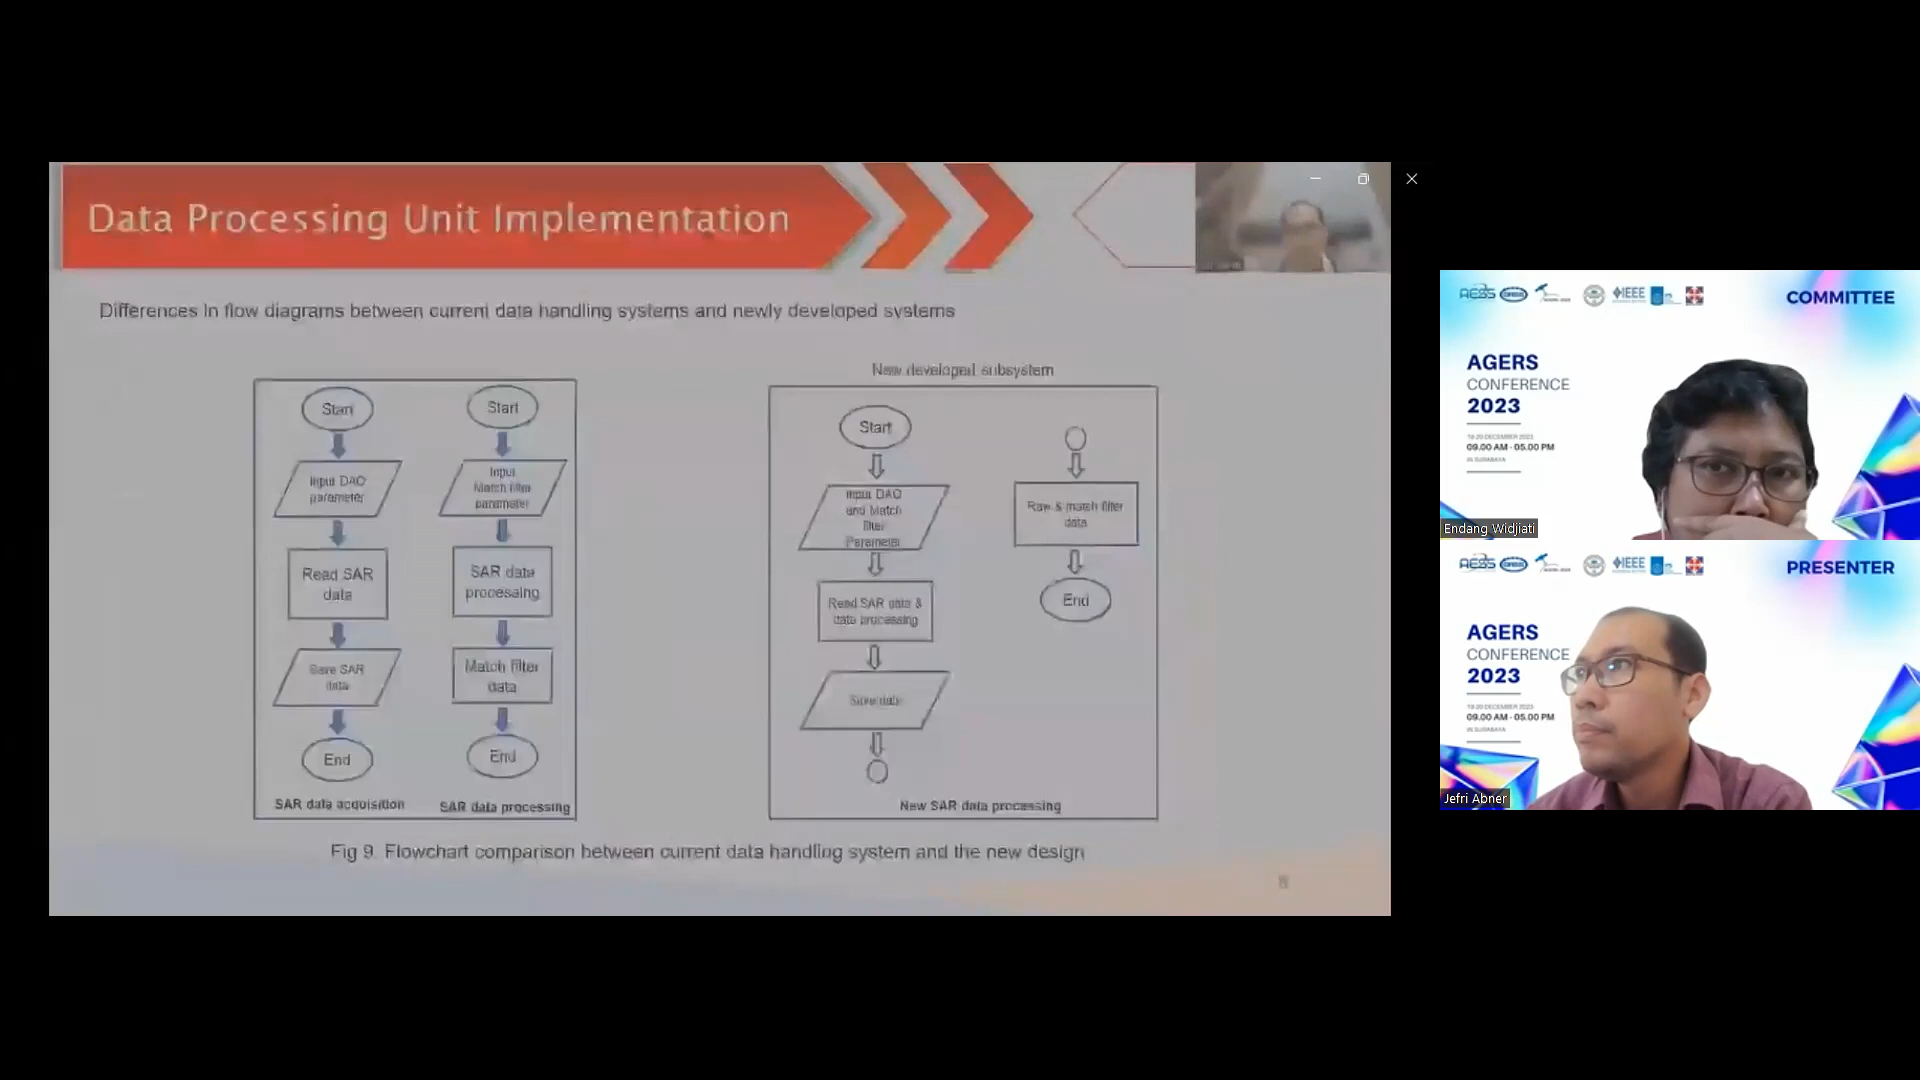 Data Processing Unit Implementation
Differences in flow diagrams between current data handling systems and newly developed systems
Start
Input DAQ
parameter
Read SAR
data
Save SAR
data
End
SAR data acquisition
Start
Input
Match filter
parameter
SAR data
processing
Match filter
data
End
SAR data processing
New developed subsystem
Start
Input DAQ
and Match
filter
Parameter
Read SAR data &
data processing
Save data
Raw & match filter
data
End
New SAR data processing
Fig 9. Flowchart comparison between current data handling system and the new design
AESS
IEEE
COMMITTEE
AGERS
CONFERENCE
2023
19-20 DECEMBER 2023
09.00 AM - 05.00 PM
IN SURABAYA
Endang Widjiati
AESS
IEEE
PRESENTER
AGERS
CONFERENCE
2023
19-20 DECEMBER 2023
09.00 AM - 05.00 PM
IN SURABAYA
Jefri Abner